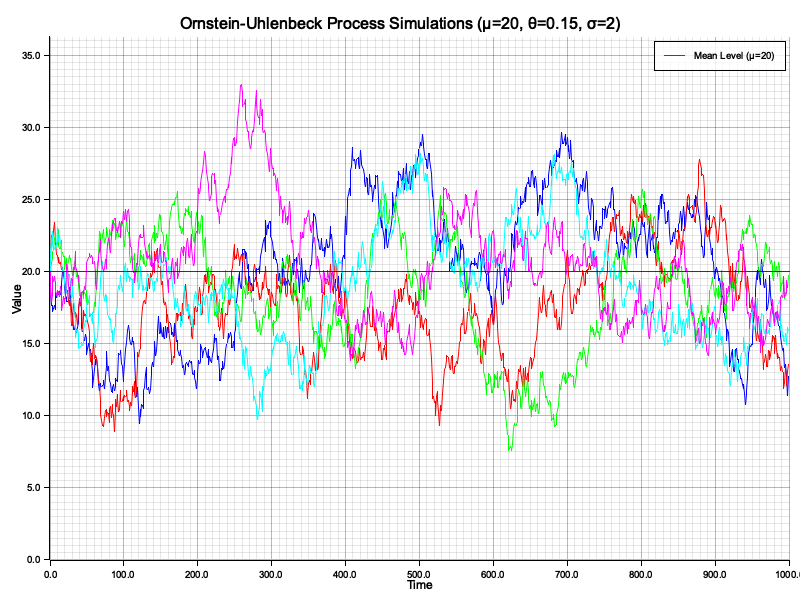 Ornstein-Uhlenbeck Process Simulations (μ=20, θ=0.15, σ=2)
Mean Level (μ=20)
35.0
30.0
25.0
20.0
15.0
10.0
5.0
0.0
Value
0.0 100.0 200.0 300.0 400.0 500.0 600.0 700.0 800.0 900.0 1000.0
Time